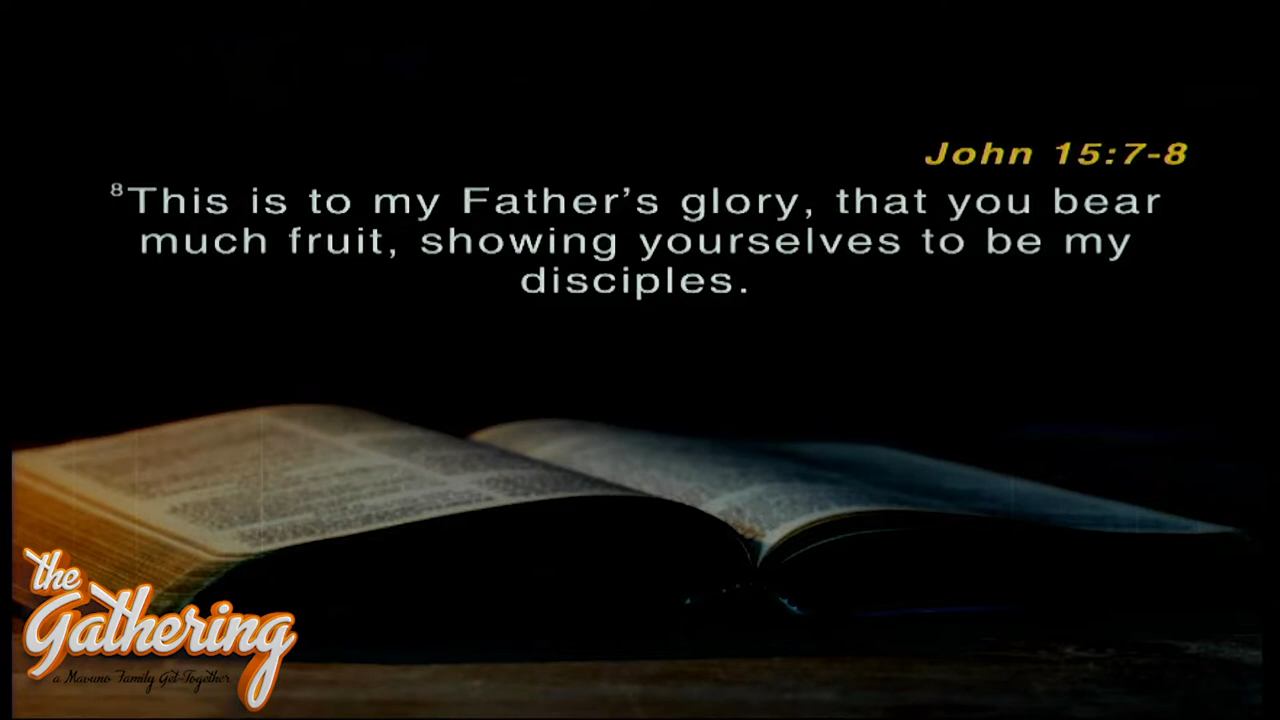 John 15:7-8
⁸This is to my Father’s glory, that you bear
much fruit, showing yourselves to be my
disciples.
the
Gathering
a Mavuno Family Get-Together